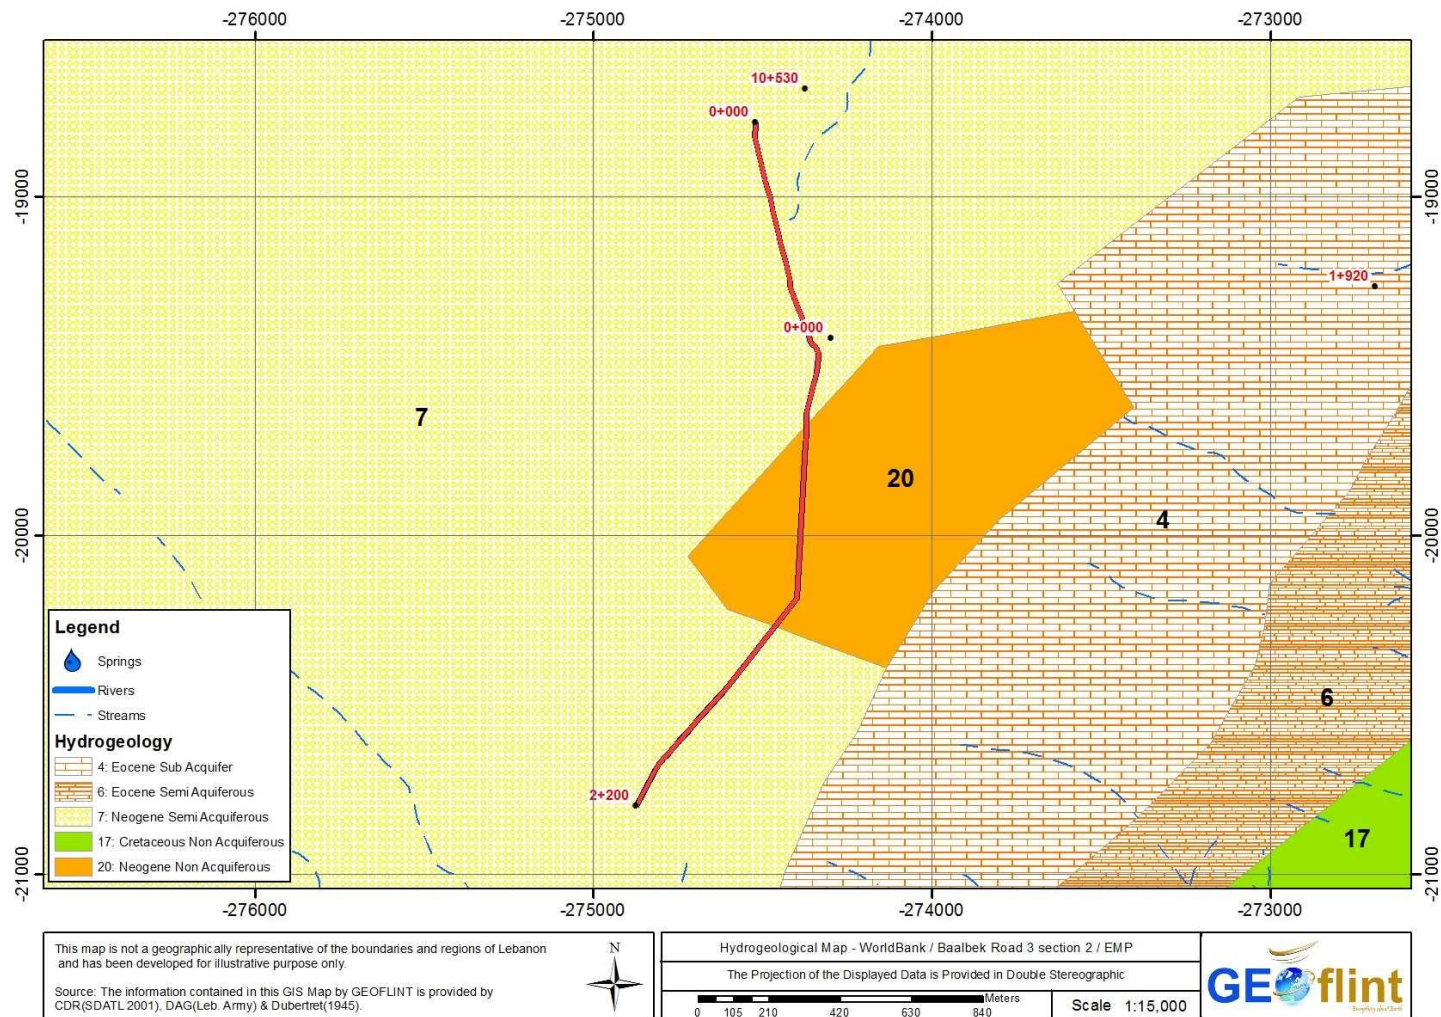 -276000 -275000 -274000 -273000
10+530
0+000
-19000 -19000
1+920
0+000
7
20
4
-20000 -20000
Legend
Springs
Rivers
Streams
Hydrogeology
4: Eocene Sub Acquifer
6: Eocene Semi Aquiferous
7: Neogene Semi Acquiferous
17: Cretaceous Non Acquiferous
20: Neogene Non Acquiferous
6
2+200
17
-21000 -21000
-276000 -275000 -274000 -273000
This map is not a geographically representative of the boundaries and regions of Lebanon
and has been developed for illustrative purpose only.
Source: The information contained in this GIS Map by GEOFLINT is provided by
CDR(SDATL 2001), DAG(Leb. Army) & Dubertret(1945).
N
Hydrogeological Map - WorldBank / Baalbek Road 3 section 2 / EMP
The Projection of the Displayed Data is Provided in Double Stereographic
Meters
0 105 210 420 630 840
Scale 1:15,000
GEOflint
Everything about Earth